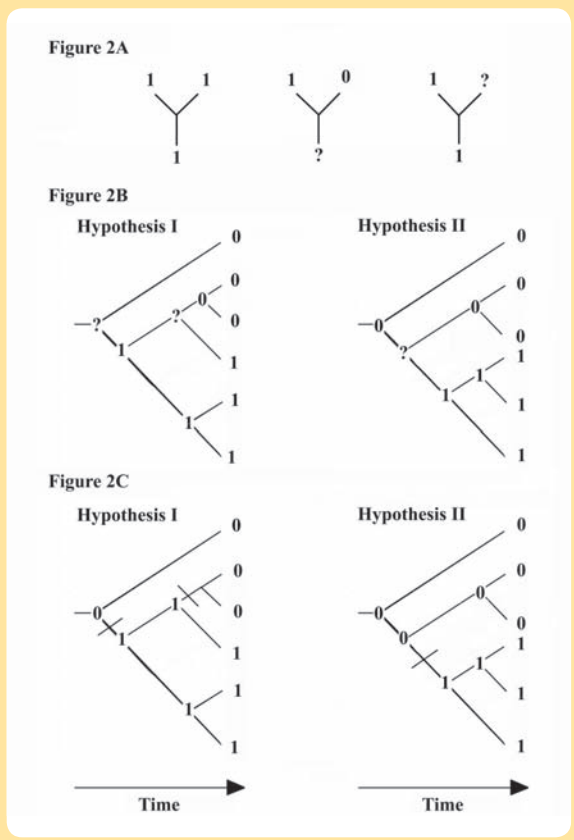 Figure 2A
1 1 1 0 1 ?
1 ? 1
Figure 2B
Hypothesis I Hypothesis II
0 0
0 0
0 0
—? ? 0 —0 0
1 1 ? 1
1 1 1 1
1 1 1
Figure 2C
Hypothesis I Hypothesis II
0 0
0 0
1 0
—0 0 —0 0
1 1 0 1
1 1 1 1
1 1 1
Time Time